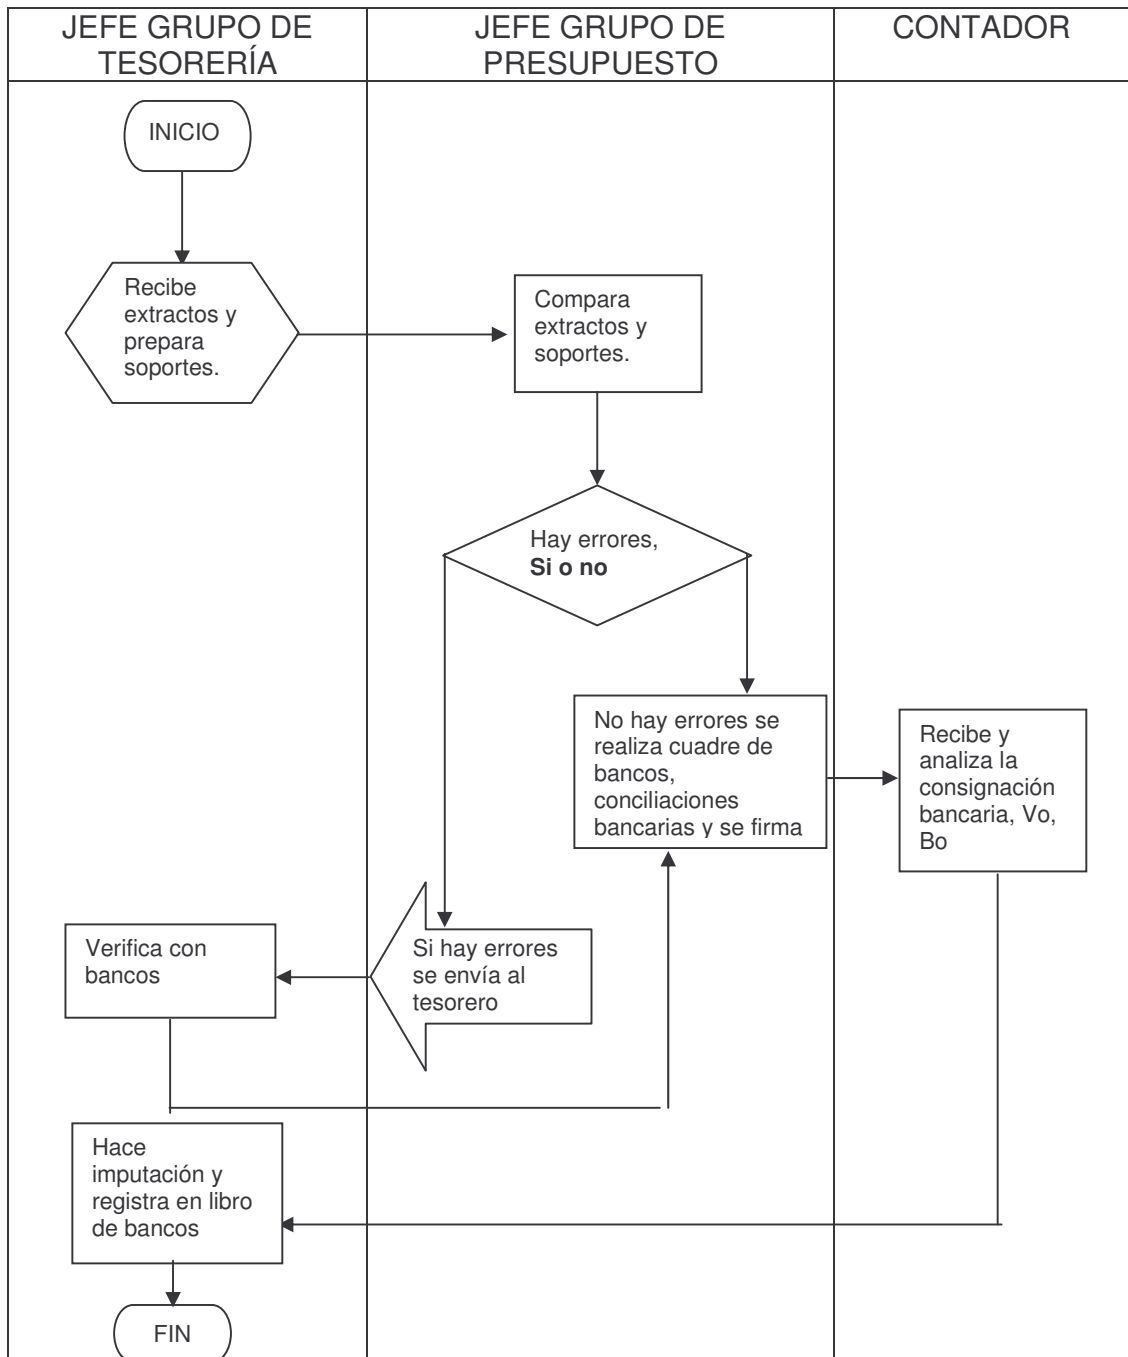 JEFE GRUPO DE
TESORERÍA
JEFE GRUPO DE
PRESUPUESTO
CONTADOR
INICIO
Recibe
extractos y
prepara
soportes.
Compara
extractos y
soportes.
Hay errores,
Si o no
No hay errores se
realiza cuadre de
bancos,
conciliaciones
bancarias y se firma
Recibe y
analiza la
consignación
bancaria, Vo,
Bo
Si hay errores
se envía al
tesorero
Verifica con
bancos
Hace
imputación y
registra en libro
de bancos
FIN